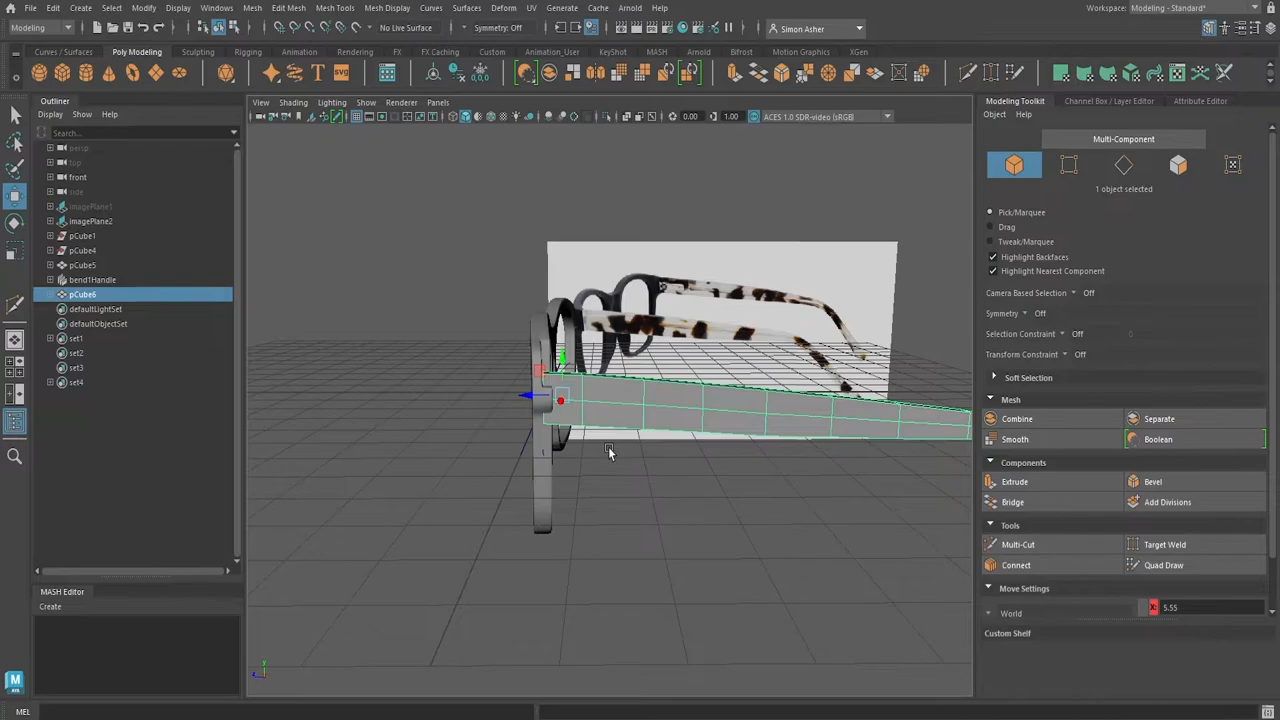 File Edit Create Select Modify Display Windows Mesh Edit Mesh Mesh Tools Mesh Display Curves Surfaces Deform UV Generate Cache Arnold Help Workspace: Modeling - Standard*
Modeling No Live Surface Symmetry: Off Simon Asher
Curves / Surfaces Poly Modeling Sculpting Rigging Animation Rendering FX FX Caching Custom Animation_User KeyShot MASH Arnold Bifrost Motion Graphics XGen
Outliner
View Shading Lighting Show Renderer Panels
Modeling Toolkit Channel Box / Layer Editor Attribute Editor
Display Show Help
Object Help
0.00 1.00 ACES 1.0 SDR-video (sRGB)
Search...
Multi-Component
persp
top
front
side
imagePlane1
imagePlane2
pCube1
pCube4
pCube5
bend1Handle
pCube6
defaultLightSet
defaultObjectSet
set1
set2
set3
set4
1 object selected
Pick/Marquee
Drag
Tweak/Marquee
Highlight Backfaces
Highlight Nearest Component
Camera Based Selection Off
Symmetry Off
Selection Constraint Off
Transform Constraint Off
Soft Selection
Mesh
Combine Separate
Smooth Boolean
Components
Extrude Bevel
Bridge Add Divisions
Tools
Multi-Cut Target Weld
Connect Quad Draw
Move Settings
World X: 5.55
Custom Shelf
MASH Editor
Create
MEL